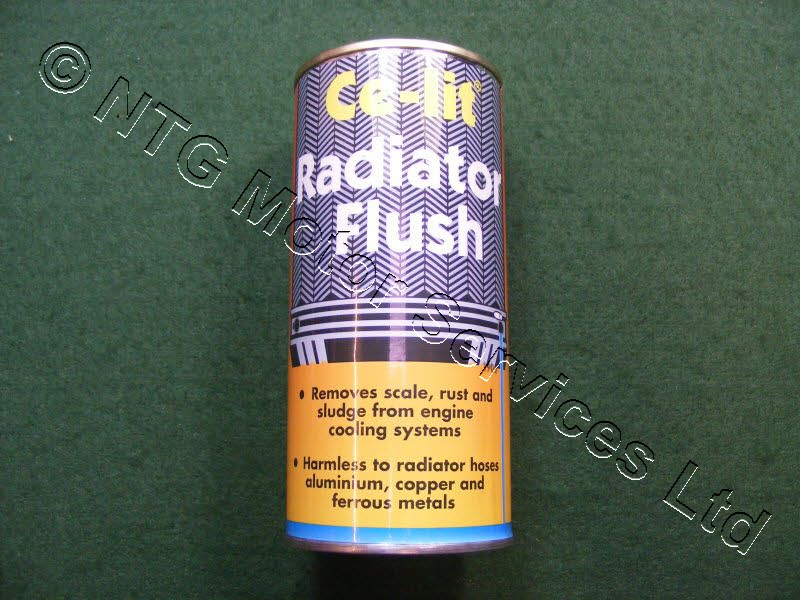 Ce-lit®
Radiator
Flush
• Removes scale, rust and
sludge from engine
cooling systems
• Harmless to radiator hoses
aluminium, copper and
ferrous metals
© NTG Motor Services Ltd